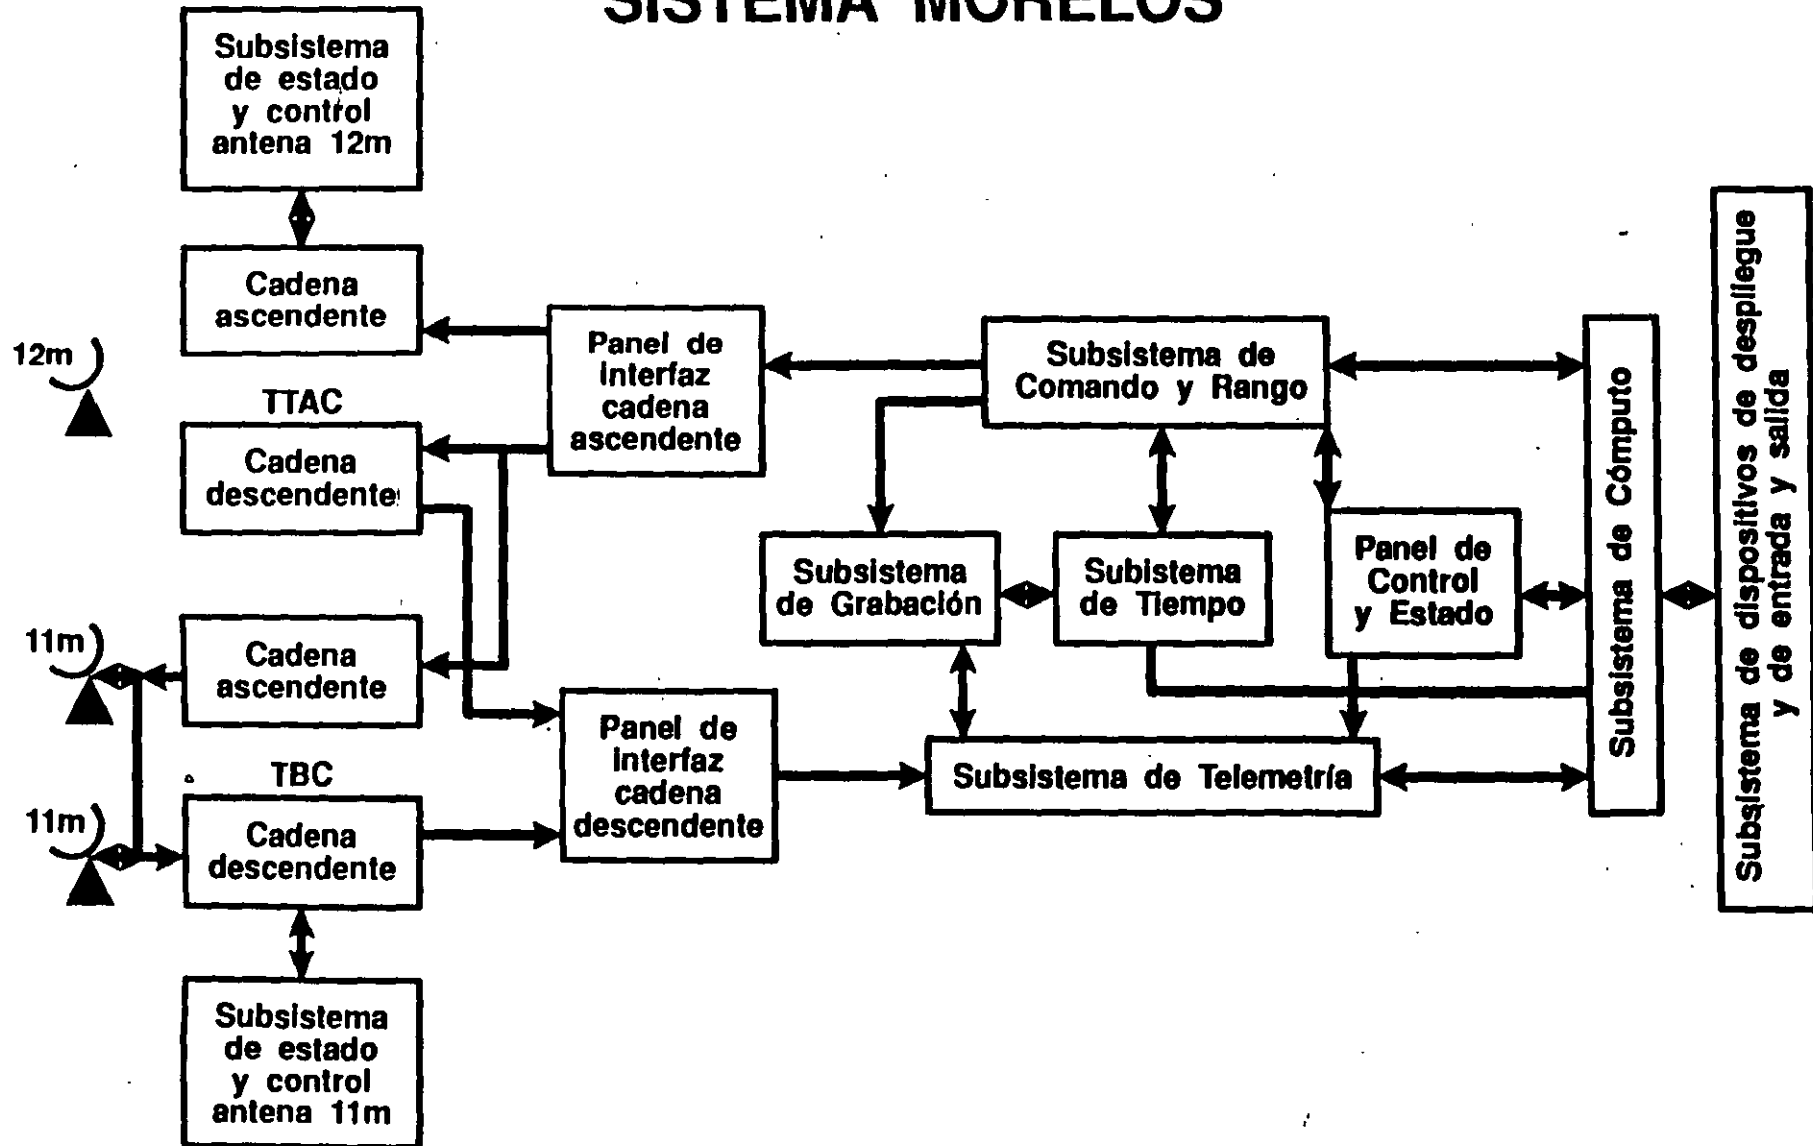 SISTEMA MORELOS
Subsistema
de estado
y control
antena 12m
Cadena
ascendente
12m
TTAC
Cadena
descendente
Panel de
interfaz
cadena
ascendente
Subsistema de
Comando y Rango
Subsistema
de Grabación
Subistema
de Tiempo
Panel de
Control
y Estado
Subsistema de Cómputo
Subsistema de dispositivos de despliegue
y de entrada y salida
11m
Cadena
ascendente
TBC
11m
Cadena
descendente
Panel de
interfaz
cadena
descendente
Subsistema de Telemetría
Subsistema
de estado
y control
antena 11m